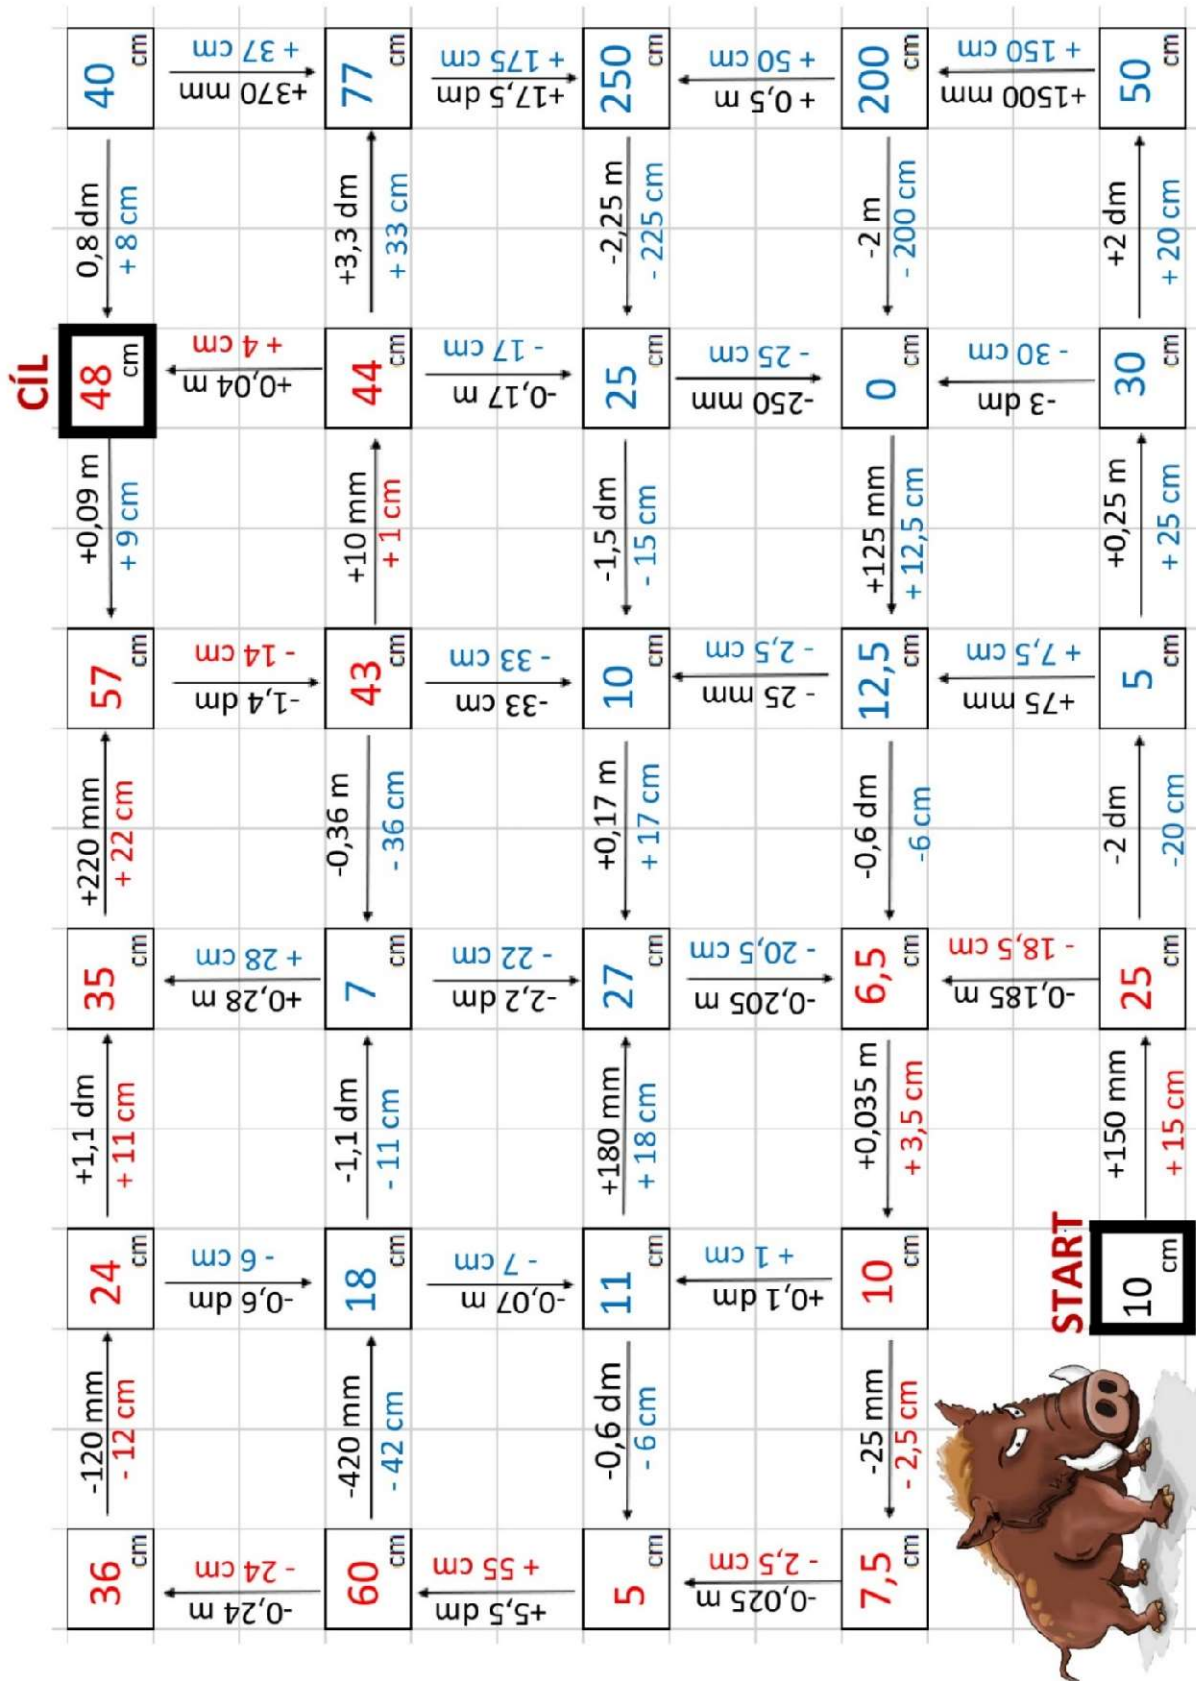 CÍL
36 cm
-120 mm
- 12 cm
24 cm
+1,1 dm
+ 11 cm
35 cm
+220 mm
+ 22 cm
57 cm
+0,09 m
+ 9 cm
48 cm
0,8 dm
+ 8 cm
40 cm
-0,24 m
- 24 cm
-0,6 dm
- 6 cm
+0,28 m
+ 28 cm
-1,4 dm
- 14 cm
+0,04 m
+ 4 cm
+370 mm
+ 37 cm
60 cm
-420 mm
- 42 cm
18 cm
-1,1 dm
- 11 cm
7 cm
-0,36 m
- 36 cm
43 cm
+10 mm
+ 1 cm
44 cm
+3,3 dm
+ 33 cm
77 cm
+5,5 dm
+ 55 cm
-0,07 m
- 7 cm
-2,2 dm
- 22 cm
-33 cm
- 33 cm
-0,17 m
- 17 cm
+17,5 dm
+ 175 cm
5 cm
-0,6 dm
- 6 cm
11 cm
+180 mm
+ 18 cm
27 cm
+0,17 m
+ 17 cm
10 cm
-1,5 dm
- 15 cm
25 cm
-2,25 m
- 225 cm
250 cm
-0,025 m
- 2,5 cm
+0,1 dm
+ 1 cm
-0,205 m
- 20,5 cm
- 25 mm
- 2,5 cm
-250 mm
- 25 cm
+ 0,5 m
+ 50 cm
7,5 cm
-25 mm
- 2,5 cm
10 cm
+0,035 m
+ 3,5 cm
6,5 cm
-0,6 dm
-6 cm
12,5 cm
+125 mm
+ 12,5 cm
0 cm
-2 m
- 200 cm
200 cm
-0,185 m
- 18,5 cm
+75 mm
+ 7,5 cm
-3 dm
- 30 cm
+1500 mm
+ 150 cm
START
10 cm
+150 mm
+ 15 cm
25 cm
-2 dm
-20 cm
5 cm
+0,25 m
+ 25 cm
30 cm
+2 dm
+ 20 cm
50 cm